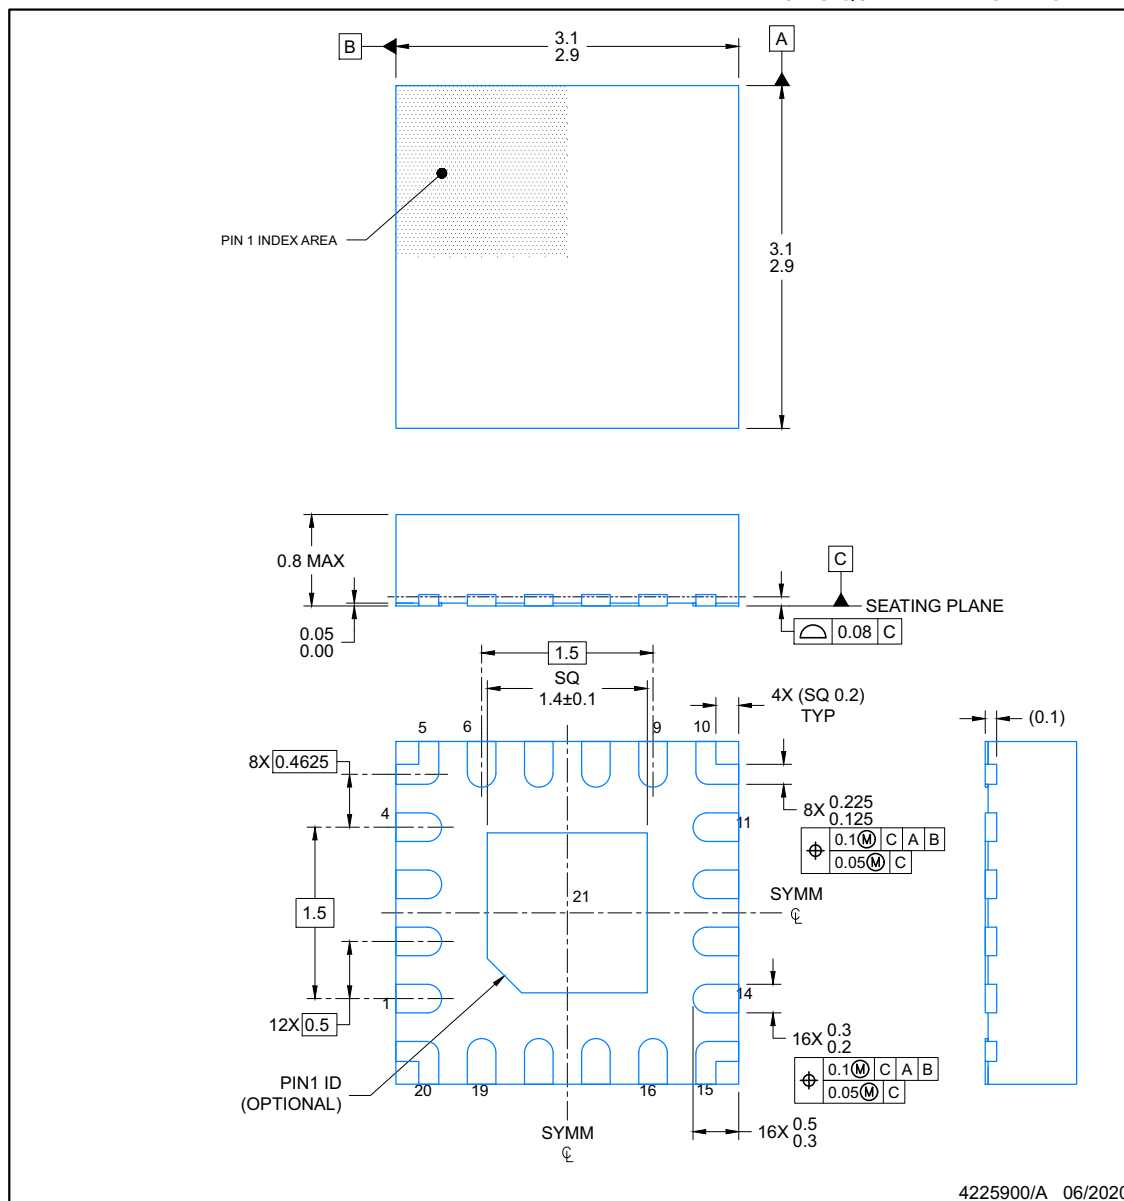 B
3.1
2.9
A
PIN 1 INDEX AREA
3.1
2.9
0.8 MAX
C
SEATING PLANE
0.05
0.00
0.08 C
1.5
SQ
1.4±0.1
4X (SQ 0.2)
TYP
(0.1)
5
6
9
10
8X 0.4625
8X 0.225
0.125
4
11
0.1 Ⓜ C A B
0.05 Ⓜ C
21
SYMM
℄
1.5
1
14
12X 0.5
16X 0.3
0.2
0.1 Ⓜ C A B
0.05 Ⓜ C
PIN1 ID
(OPTIONAL)
20
19
16
15
SYMM
℄
16X 0.5
0.3
4225900/A 06/2020